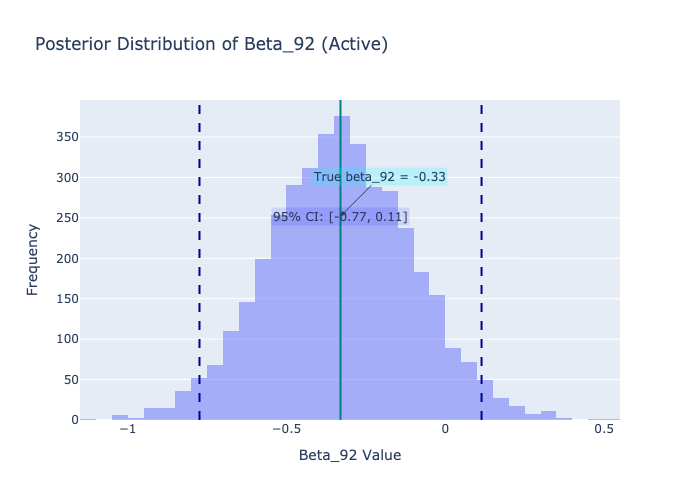 Posterior Distribution of Beta_92 (Active)
350
300
250
200
150
100
50
0
Frequency
True beta_92 = -0.33
95% CI: [-0.77, 0.11]
−1
−0.5
0
0.5
Beta_92 Value